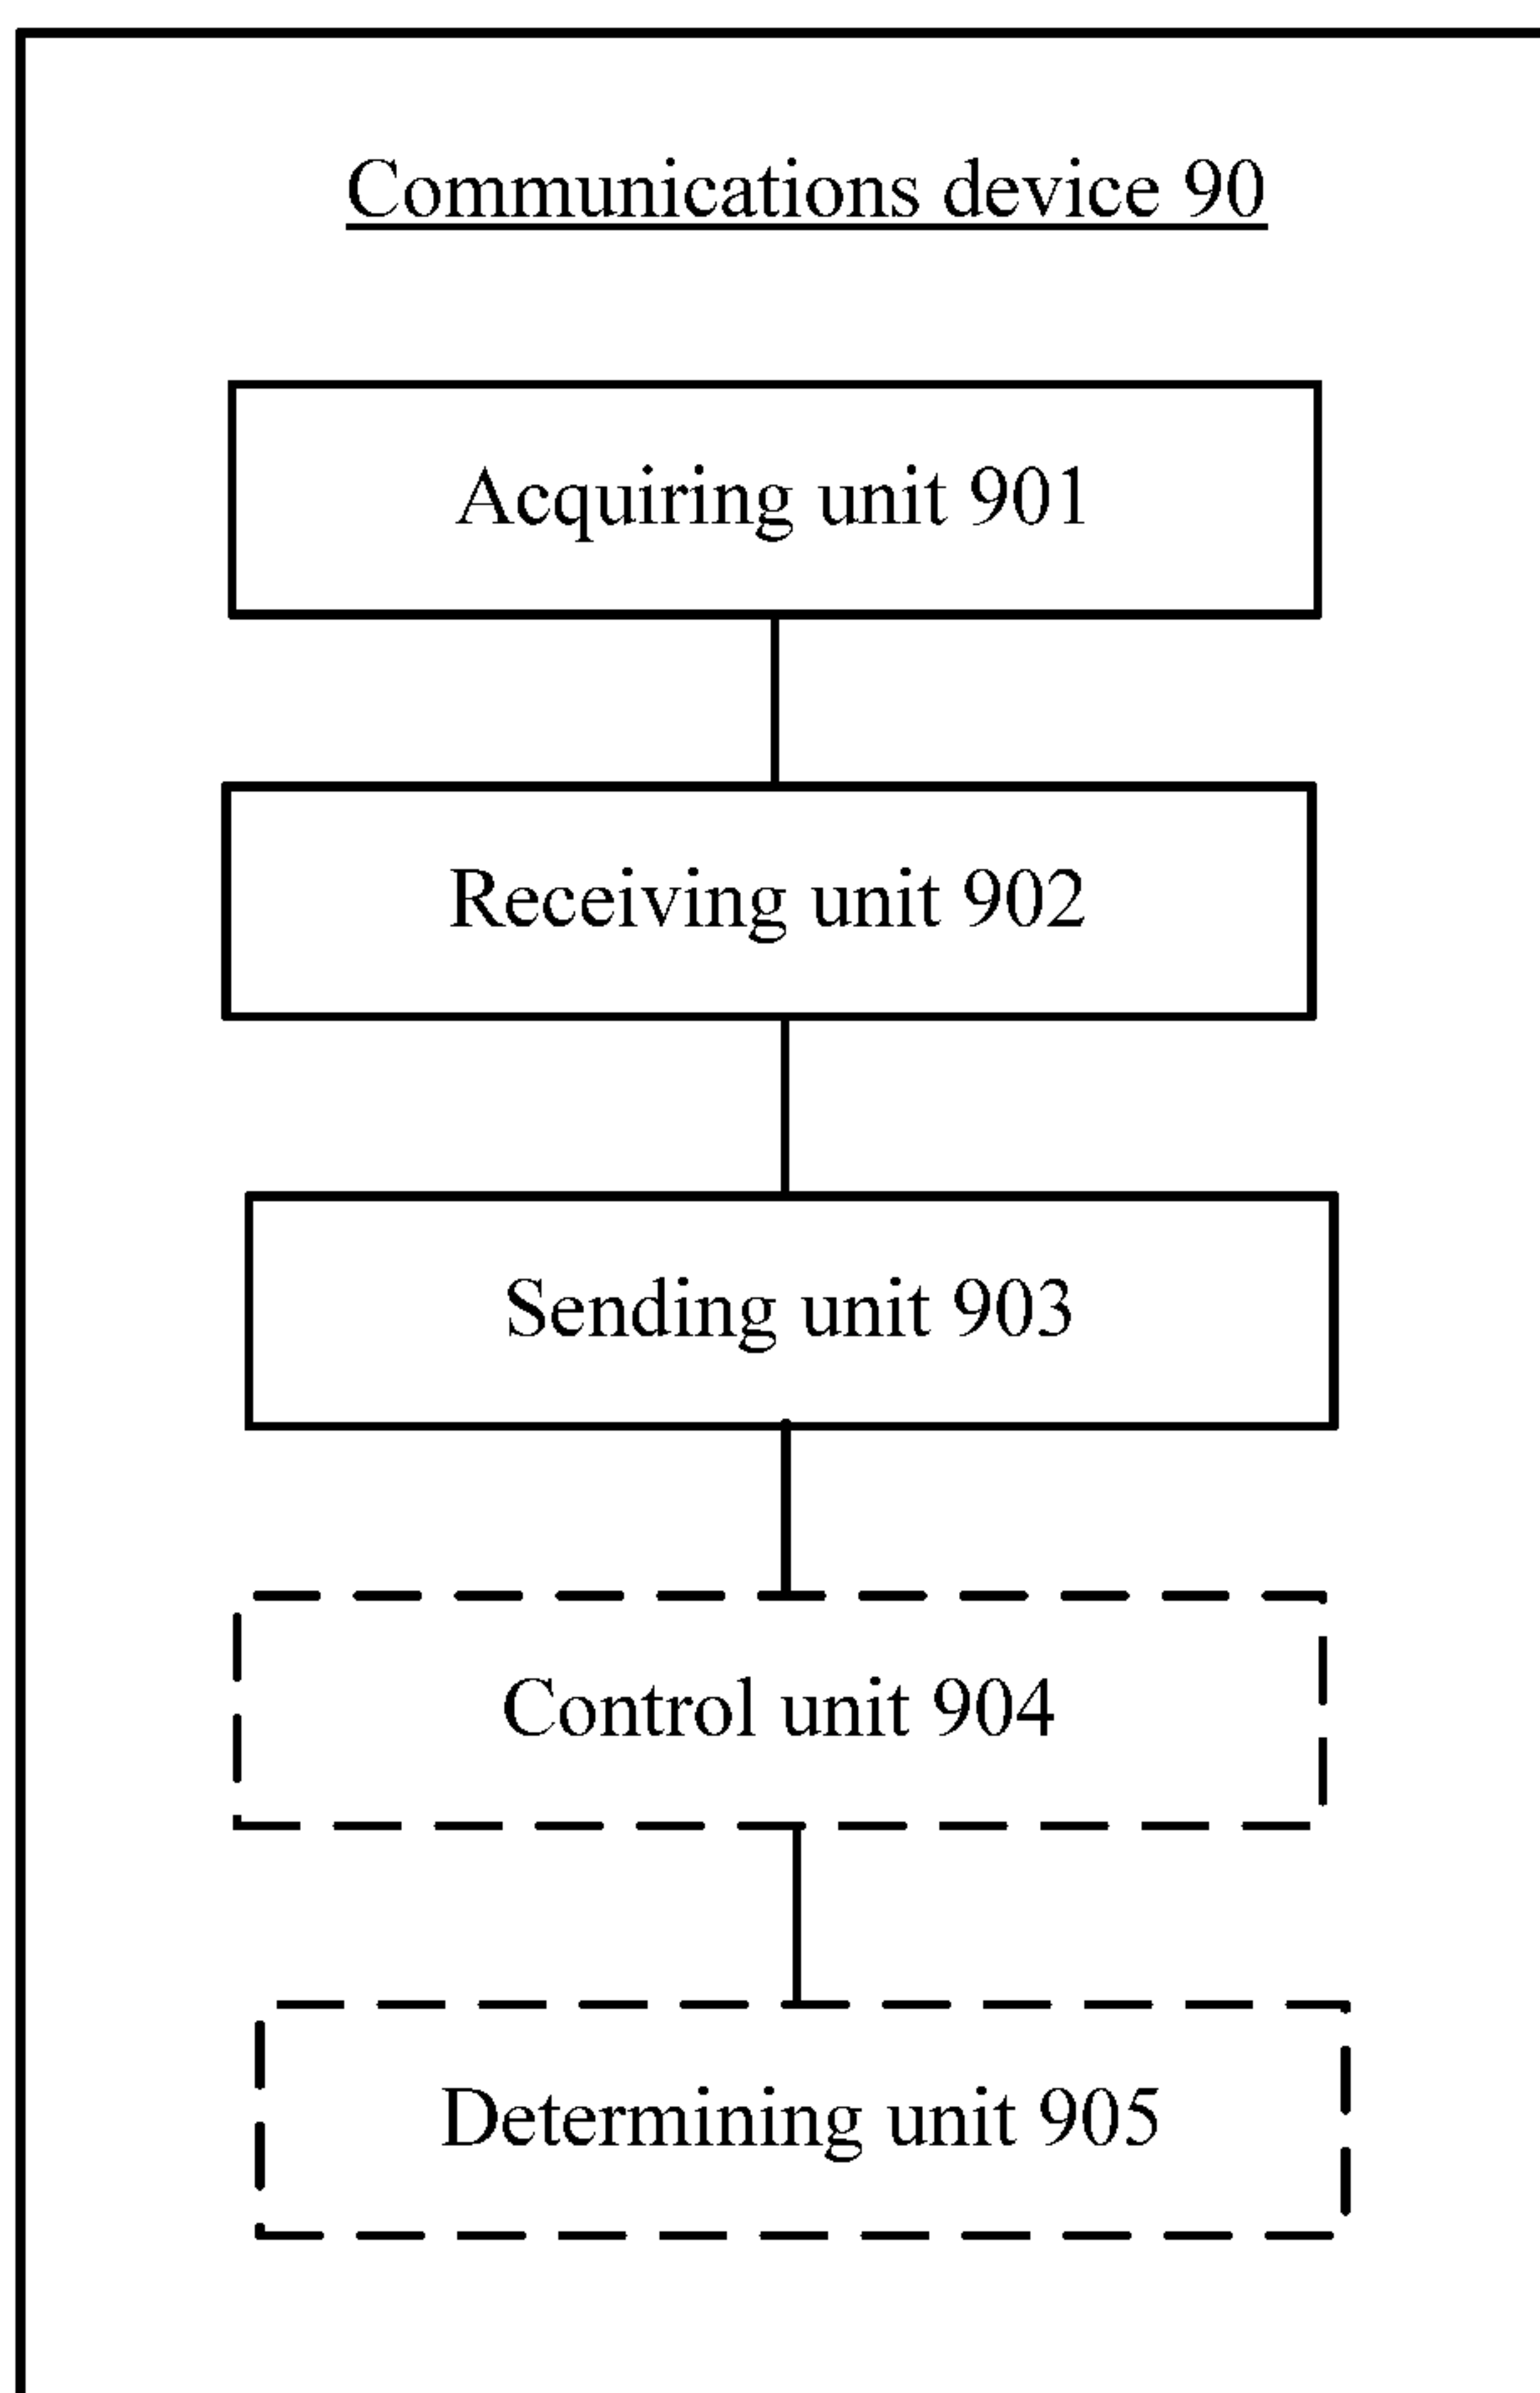 Communications device 90
Acquiring unit 901
Receiving unit 902
Sending unit 903
Control unit 904
Determining unit 905